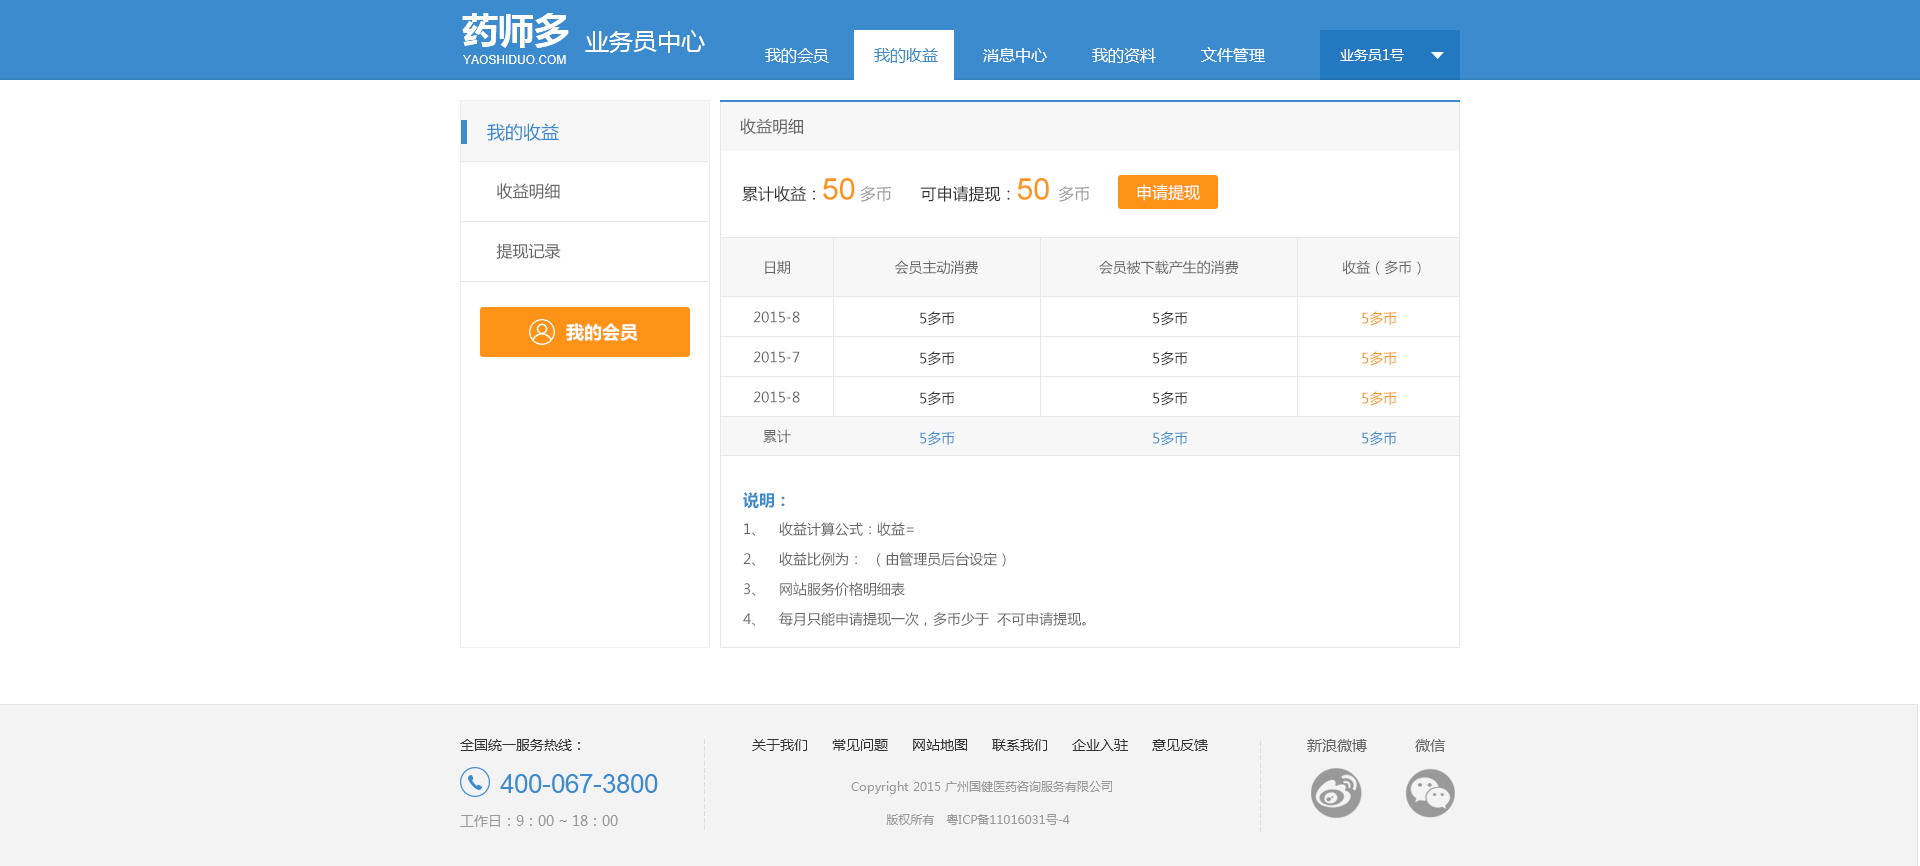 药师多
YAOSHIDUO.COM
业务员中心
我的会员 我的收益 消息中心 我的资料 文件管理 业务员1号
我的收益
收益明细
提现记录
我的会员
收益明细
累计收益：50 多币 可申请提现：50 多币 申请提现
日期 会员主动消费 会员被下载产生的消费 收益（多币）
2015-8 5多币 5多币 5多币
2015-7 5多币 5多币 5多币
2015-8 5多币 5多币 5多币
累计 5多币 5多币 5多币
说明：
1、 收益计算公式：收益=
2、 收益比例为： （由管理员后台设定）
3、 网站服务价格明细表
4、 每月只能申请提现一次，多币少于 不可申请提现。
全国统一服务热线：
400-067-3800
工作日：9：00 ~ 18：00
关于我们 常见问题 网站地图 联系我们 企业入驻 意见反馈
Copyright 2015 广州国健医药咨询服务有限公司
版权所有 粤ICP备11016031号-4
新浪微博 微信